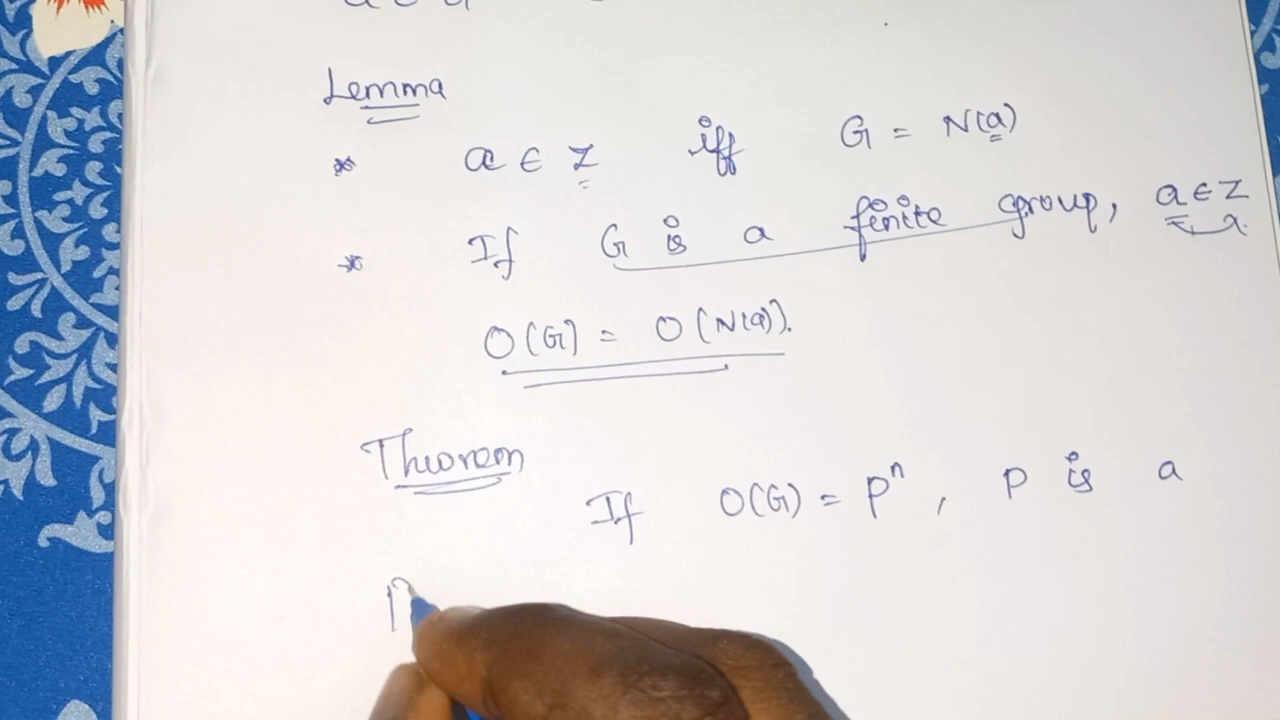 Lemma
* a ∈ Z iff G = N(a)
* If G is a finite group, a ∈ Z
O(G) = O(N(a)).
Theorem
If O(G) = p^n, p is a